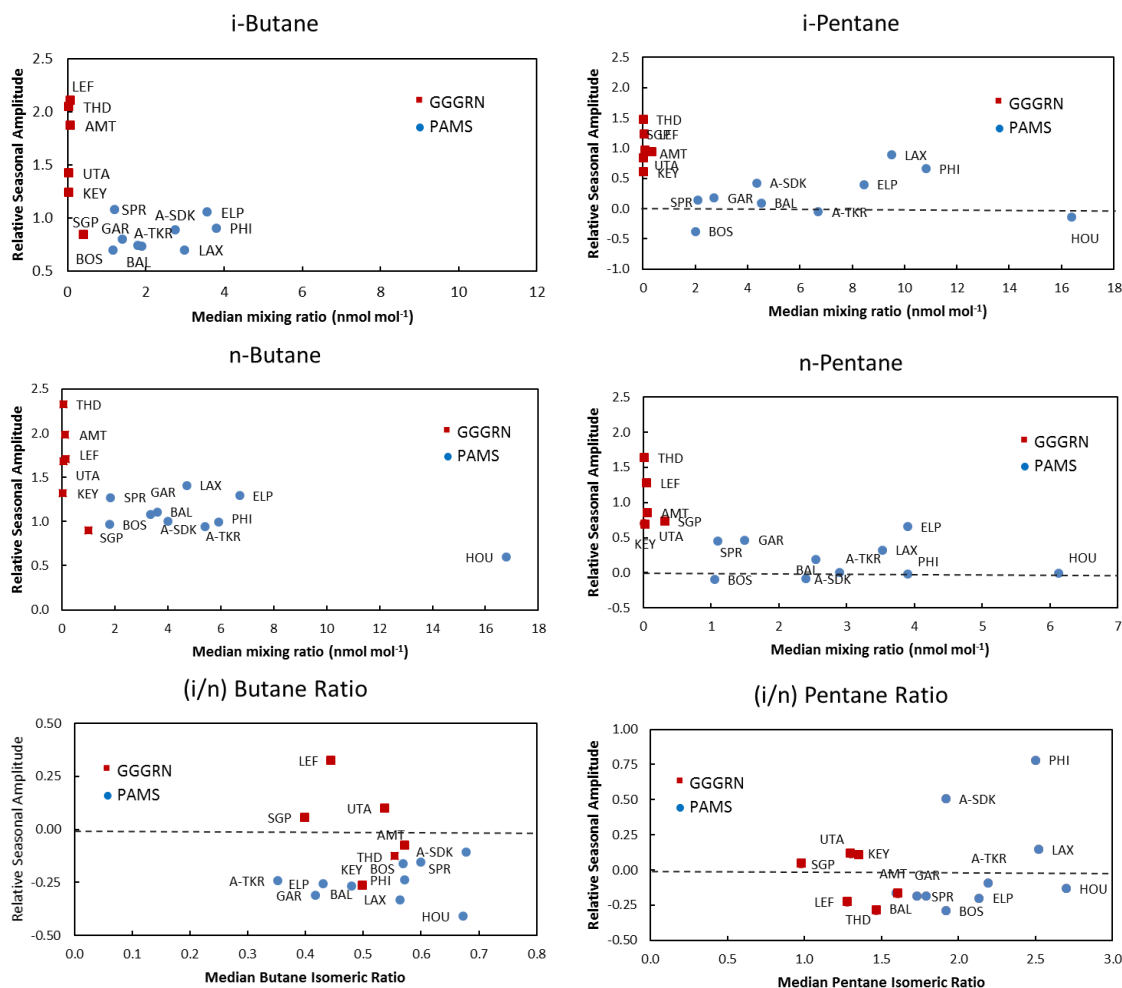 i-Butane
Relative Seasonal Amplitude
2.5
2.0
1.5
1.0
0.5
LEF
THD
AMT
UTA
KEY
SGP
SPR
GAR
A-SDK
A-TKR
ELP
PHI
BOS
BAL
LAX
GGGRN
PAMS
0 2 4 6 8 10 12
Median mixing ratio (nmol mol-1)
i-Pentane
Relative Seasonal Amplitude
2.5
2.0
1.5
1.0
0.5
0.0
-0.5
-1.0
THD
SGP
LEF
AMT
UTA
KEY
SPR
GAR
A-SDK
BAL
A-TKR
ELP
LAX
PHI
BOS
HOU
GGGRN
PAMS
0 2 4 6 8 10 12 14 16 18
Median mixing ratio (nmol mol-1)
n-Butane
Relative Seasonal Amplitude
2.5
2.0
1.5
1.0
0.5
0.0
THD
AMT
LEF
UTA
KEY
SGP
SPR
GAR
LAX
ELP
BOS
BAL
A-SDK
A-TKR
PHI
HOU
GGGRN
PAMS
0 2 4 6 8 10 12 14 16 18
Median mixing ratio (nmol mol-1)
n-Pentane
Relative Seasonal Amplitude
2.5
2.0
1.5
1.0
0.5
0.0
-0.5
THD
LEF
AMT
SGP
KEY
UTA
SPR
GAR
BOS
BAL
A-SDK
A-TKR
LAX
ELP
PHI
HOU
GGGRN
PAMS
0 1 2 3 4 5 6 7
Median mixing ratio (nmol mol-1)
(i/n) Butane Ratio
Relative Seasonal Amplitude
0.50
0.25
0.00
-0.25
-0.50
GGGRN
PAMS
LEF
SGP
UTA
AMT
THD
KEY
BOS
A-SDK
SPR
A-TKR
ELP
GAR
BAL
PHI
LAX
HOU
0.0 0.1 0.2 0.3 0.4 0.5 0.6 0.7 0.8
Median Butane Isomeric Ratio
(i/n) Pentane Ratio
Relative Seasonal Amplitude
1.00
0.75
0.50
0.25
0.00
-0.25
-0.50
GGGRN
PAMS
PHI
A-SDK
UTA
KEY
SGP
A-TKR
LAX
AMT
GAR
HOU
LEF
THD
BAL
SPR
BOS
ELP
0.0 0.5 1.0 1.5 2.0 2.5 3.0
Median Pentane Isomeric Ratio